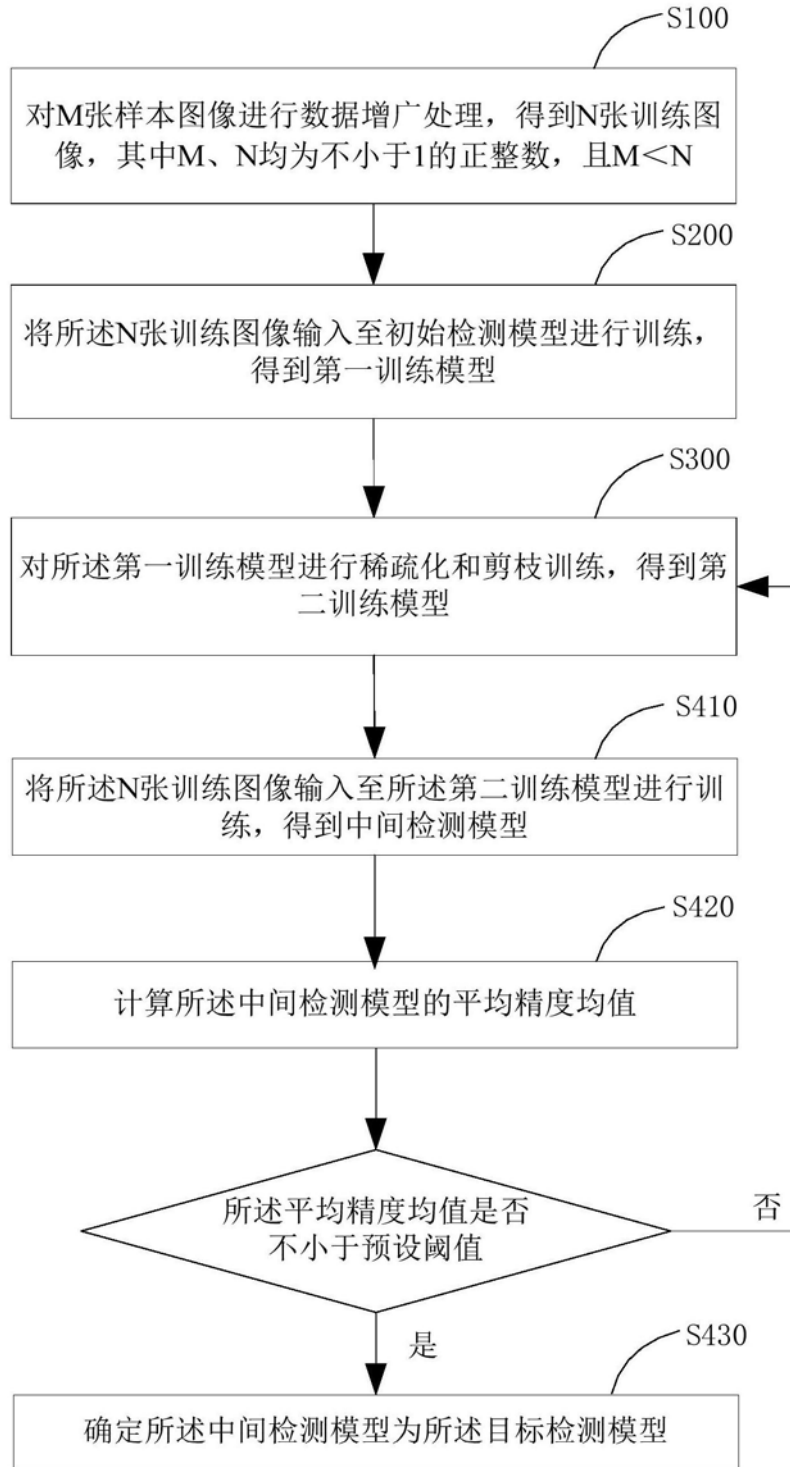 S100
对M张样本图像进行数据增广处理，得到N张训练图
像，其中M、N均为不小于1的正整数，且M＜N
S200
将所述N张训练图像输入至初始检测模型进行训练，
得到第一训练模型
S300
对所述第一训练模型进行稀疏化和剪枝训练，得到第
二训练模型
S410
将所述N张训练图像输入至所述第二训练模型进行训
练，得到中间检测模型
S420
计算所述中间检测模型的平均精度均值
所述平均精度均值是否
不小于预设阈值
否
是
S430
确定所述中间检测模型为所述目标检测模型